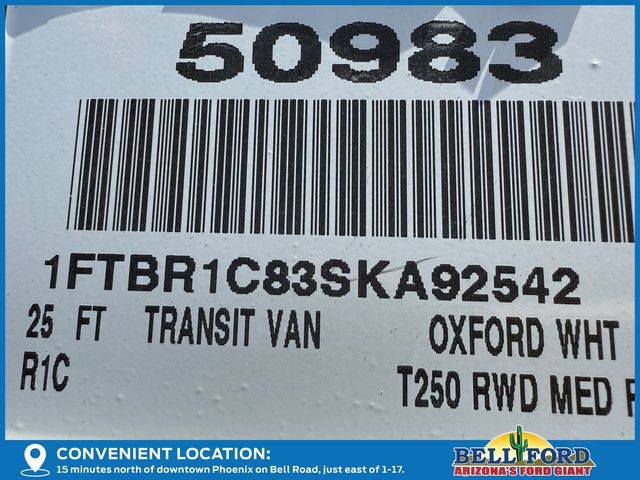 50983
1FTBR1C83SKA92542
25 FT TRANSIT VAN OXFORD WHT
R1C T250 RWD MED
CONVENIENT LOCATION:
15 minutes north of downtown Phoenix on Bell Road, just east of 1-17.
BELL FORD
ARIZONA'S FORD GIANT